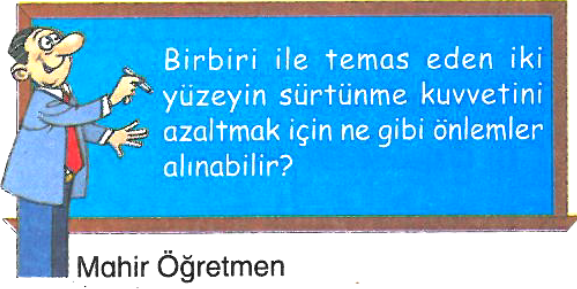 Birbiri ile temas eden iki
yüzeyin sürtünme kuvvetini
azaltmak için ne gibi önlemler
alınabilir?
Mahir Öğretmen